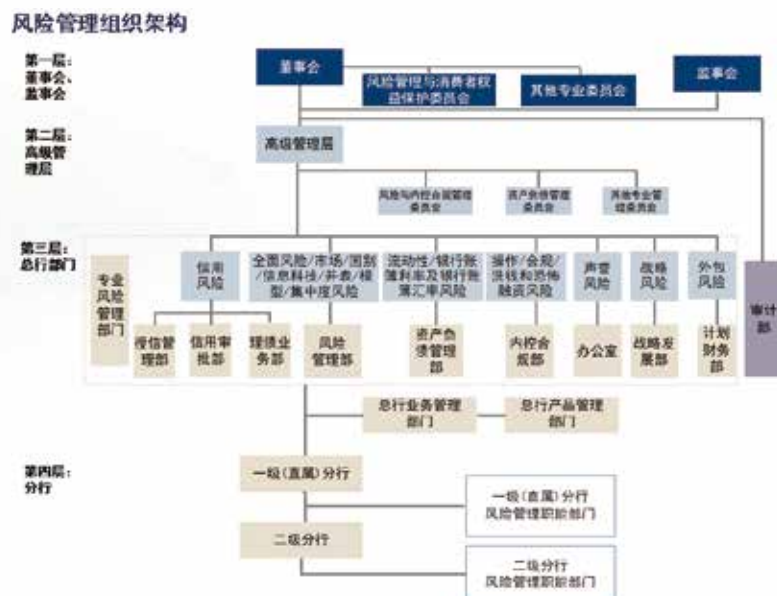 风险管理组织架构
第一层：
董事会、
监事会
董事会
监事会
风险管理与消费者权
益保护委员会
其他专业委员会
第二层：
高级管
理层
高级管理层
风险与内控合规管理
委员会
资产负债管理
委员会
其他专业管
理委员会
第三层：
总行部门
专业
风险
管理
部门
信用
风险
全面风险/市场/国别
/信息科技/并表/模
型/集中度风险
流动性/银行账
簿利率及银行账
簿汇率风险
操作/合规/
洗钱和恐怖
融资风险
声誉
风险
战略
风险
外包
风险
审计
部
授信管
理部
信用审
批部
理债业
务部
风险
管理部
资产负
债管理
部
内控合
规部
办公室
战略发
展部
计划
财务
部
总行业务管理
部门
总行产品管理
部门
第四层：
分行
一级(直属)分行
一级(直属)分行
风险管理职能部门
二级分行
二级分行
风险管理职能部门